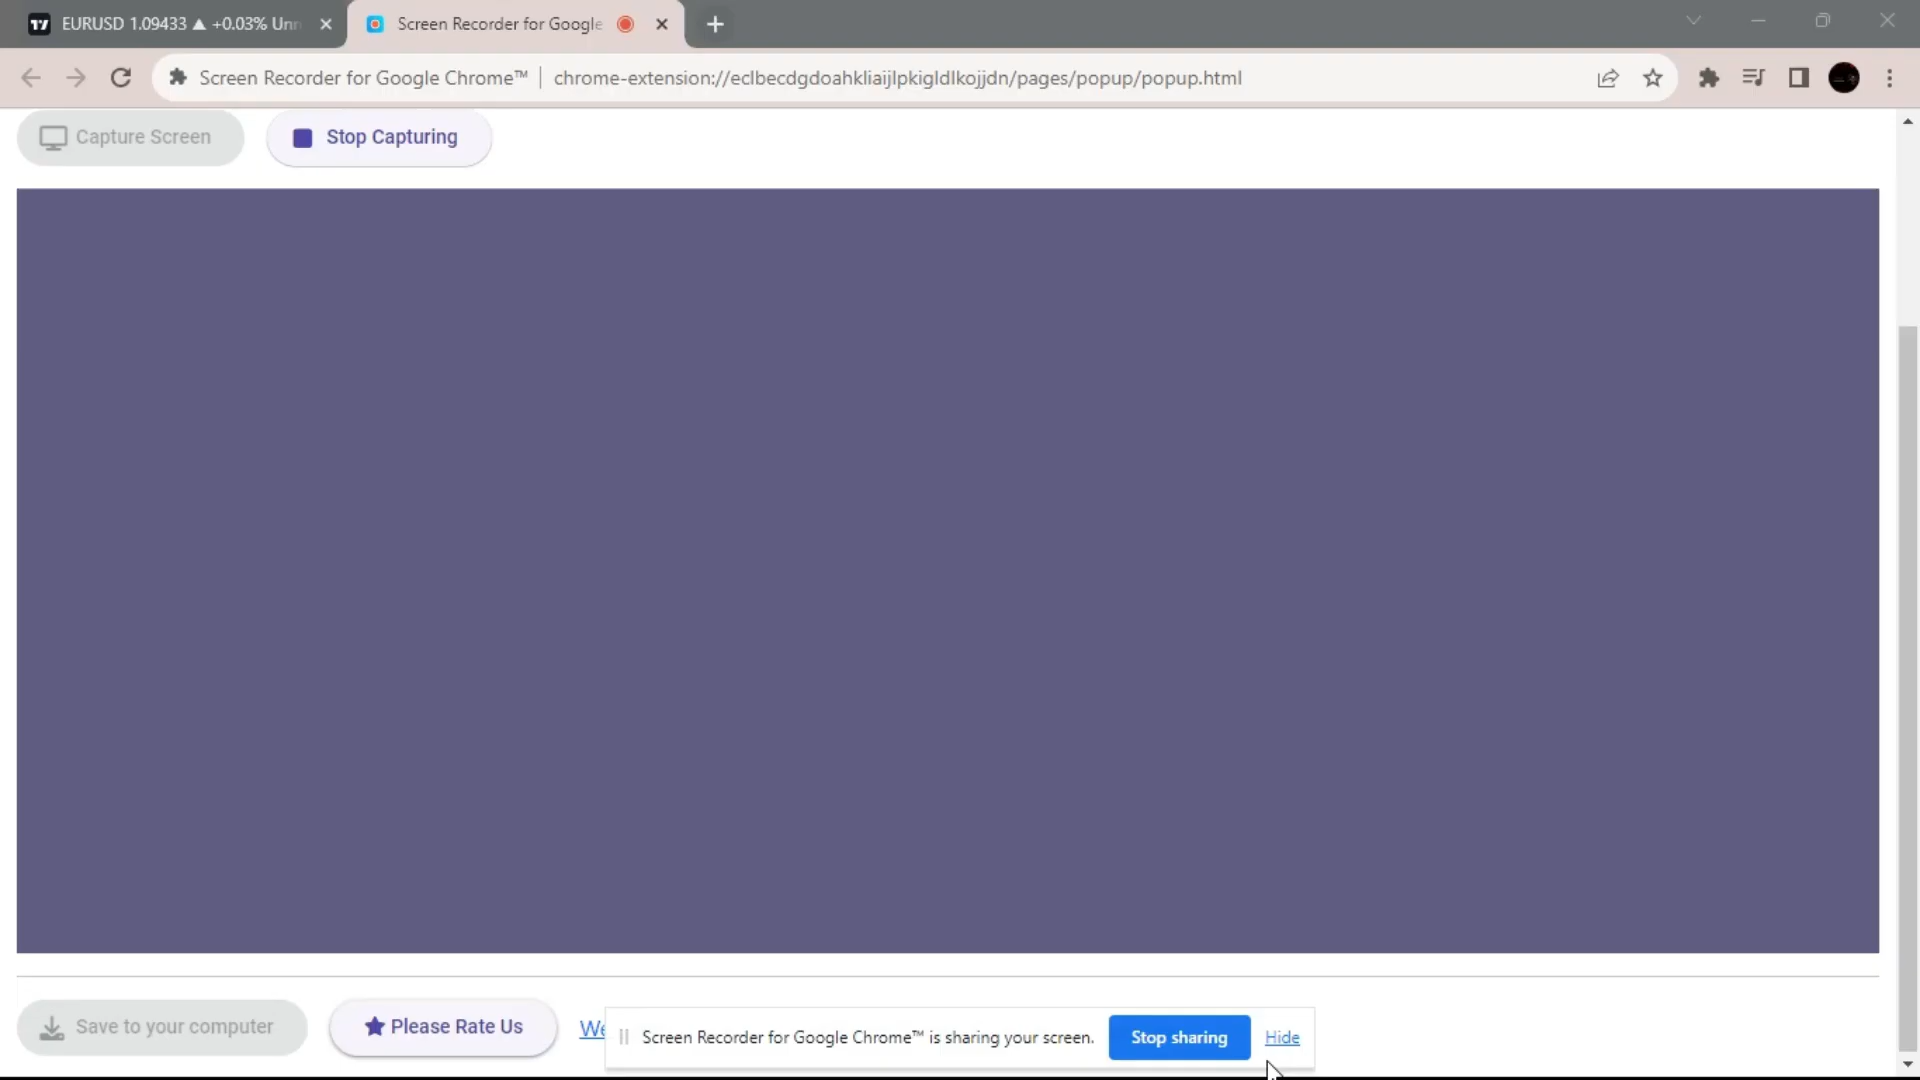 EURUSD 1.09433 ▲ +0.03% Unn
Screen Recorder for Google
Screen Recorder for Google Chrome™ | chrome-extension://eclbecdgdoahkliaijlpkigldlkojjdn/pages/popup/popup.html
Capture Screen
Stop Capturing
Save to your computer
Please Rate Us
We
Screen Recorder for Google Chrome™ is sharing your screen.
Stop sharing
Hide